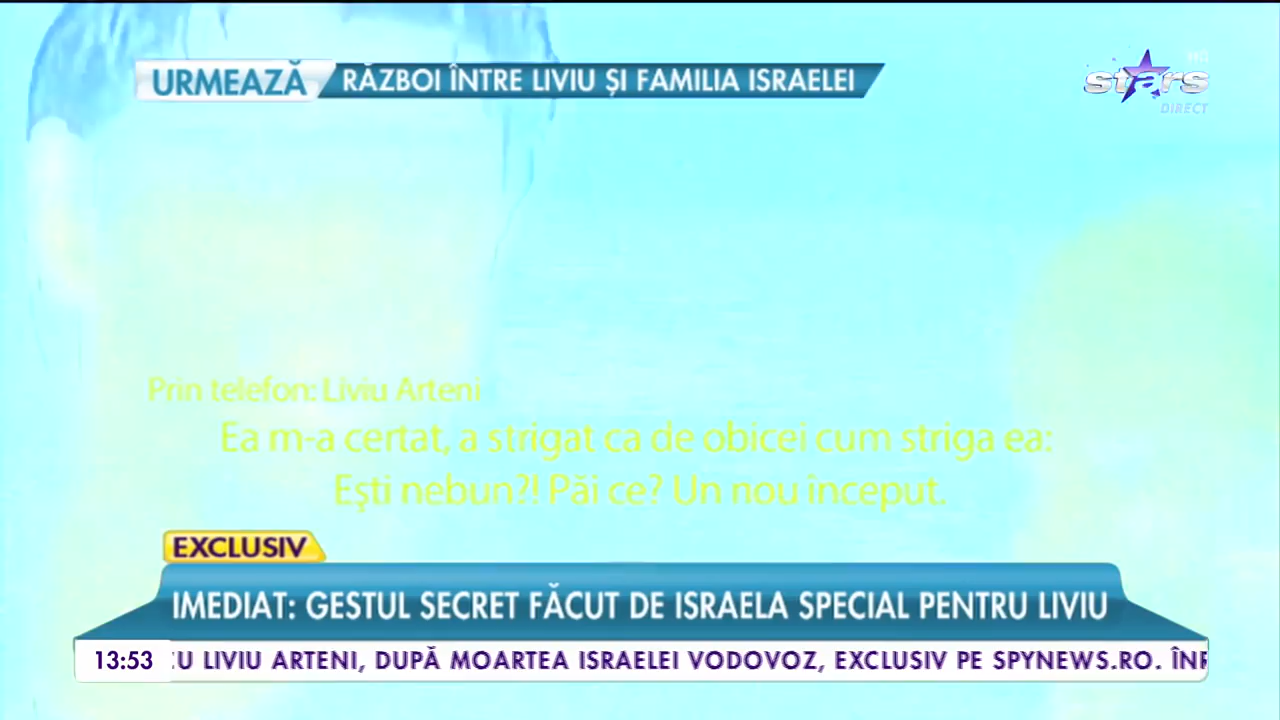 URMEAZĂ RĂZBOI ÎNTRE LIVIU ȘI FAMILIA ISRAELEI
stars
DIRECT
Prin telefon: Liviu Arteni
Ea m-a certat, a strigat ca de obicei cum striga ea:
Ești nebun?! Păi ce? Un nou început.
EXCLUSIV
IMEDIAT: GESTUL SECRET FĂCUT DE ISRAELA SPECIAL PENTRU LIVIU
13:53 CU LIVIU ARTENI, DUPĂ MOARTEA ISRAELEI VODOVOZ, EXCLUSIV PE SPYNEWS.RO.